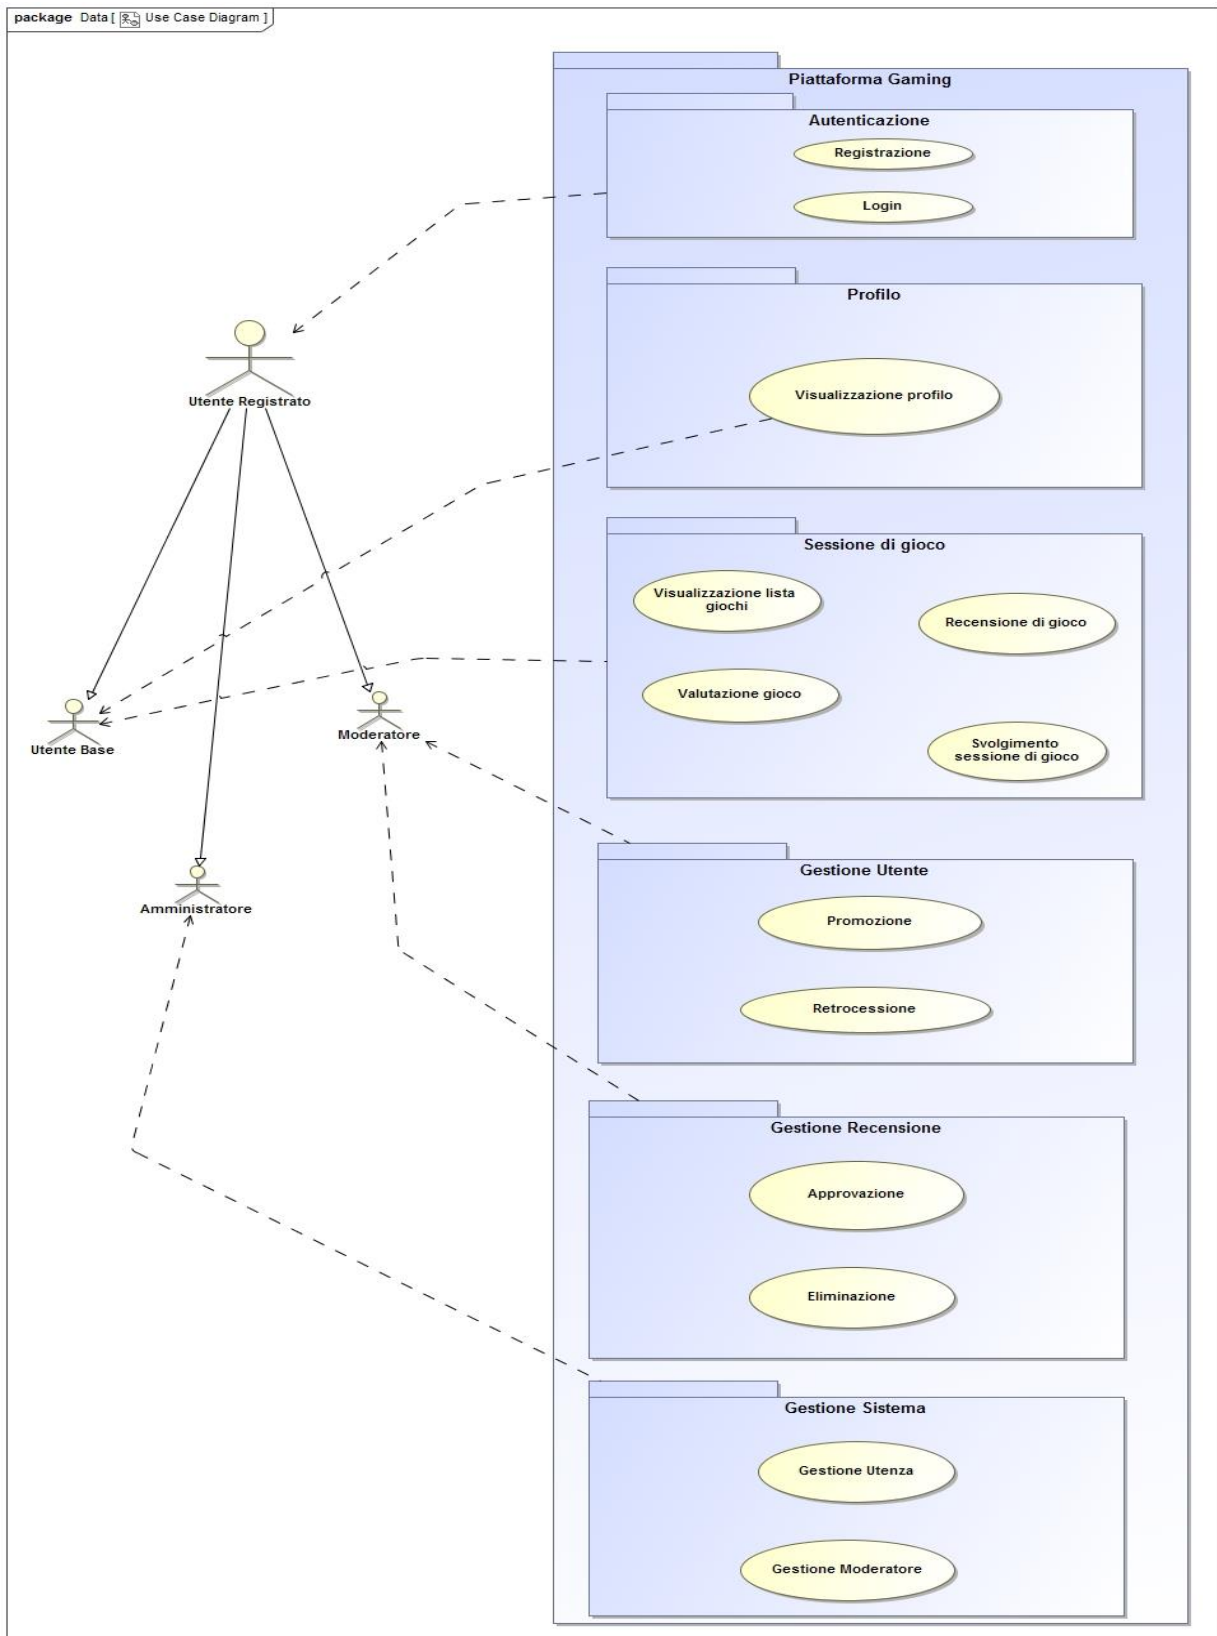 package Data [ Use Case Diagram ]
Piattaforma Gaming
Autenticazione
Registrazione
Login
Profilo
Visualizzazione profilo
Utente Registrato
Sessione di gioco
Visualizzazione lista
giochi
Recensione di gioco
Valutazione gioco
Svolgimento
sessione di gioco
Utente Base
Moderatore
Gestione Utente
Promozione
Retrocessione
Amministratore
Gestione Recensione
Approvazione
Eliminazione
Gestione Sistema
Gestione Utenza
Gestione Moderatore